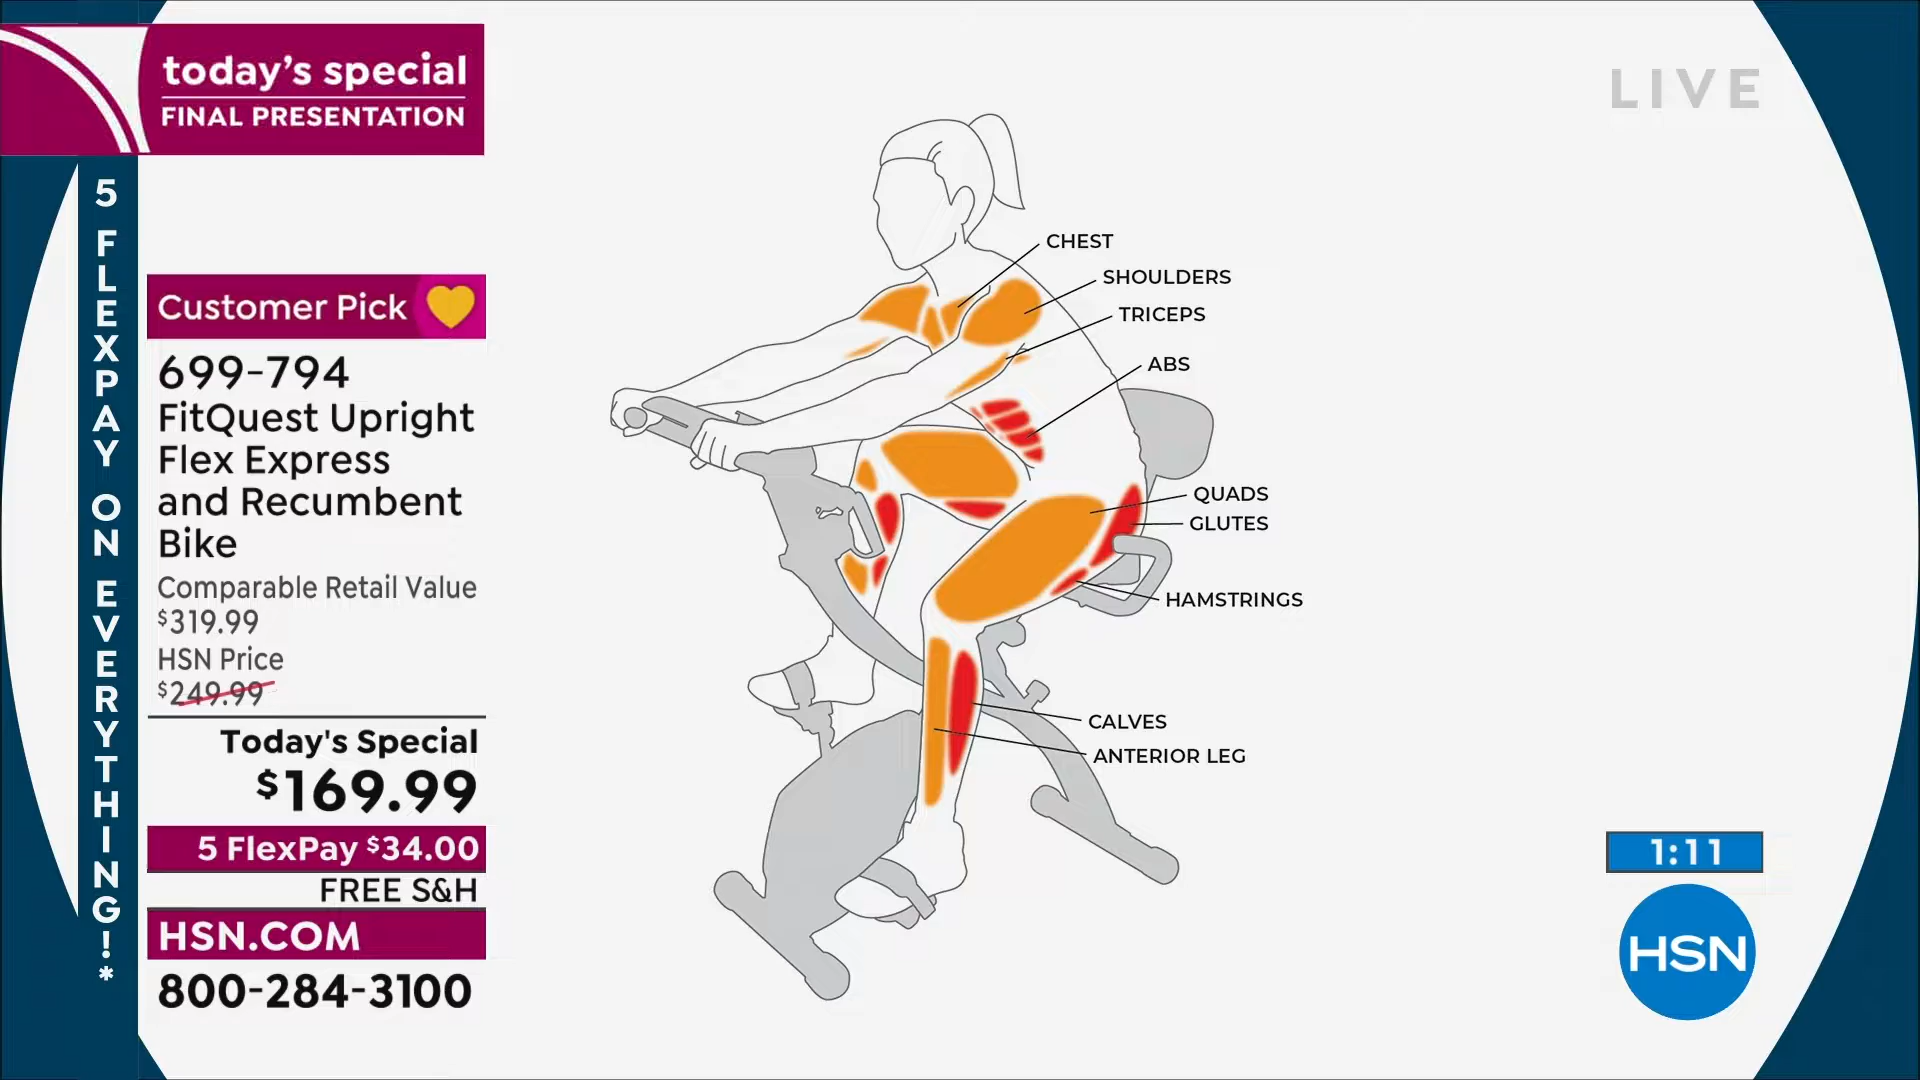 today's special
FINAL PRESENTATION
5 FLEXPAY ON EVERYTHING!*
Customer Pick
699-794
FitQuest Upright
Flex Express
and Recumbent
Bike
Comparable Retail Value
$319.99
HSN Price
$249.99
Today's Special
$169.99
5 FlexPay $34.00
FREE S&H
HSN.COM
800-284-3100
CHEST
SHOULDERS
TRICEPS
ABS
QUADS
GLUTES
HAMSTRINGS
CALVES
ANTERIOR LEG
LIVE
1:11
HSN